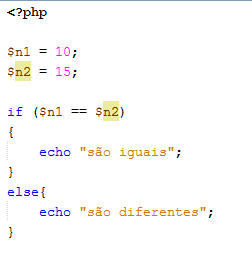 <?php
$n1 = 10;
$n2 = 15;
if ($n1 == $n2)
{
echo "são iguais";
}
else{
echo "são diferentes";
}